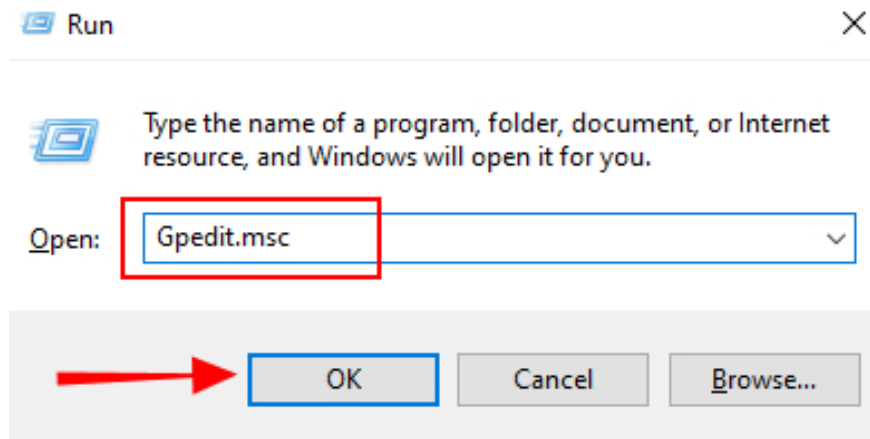 Run
Type the name of a program, folder, document, or Internet
resource, and Windows will open it for you.
Open: Gpedit.msc
OK Cancel Browse...